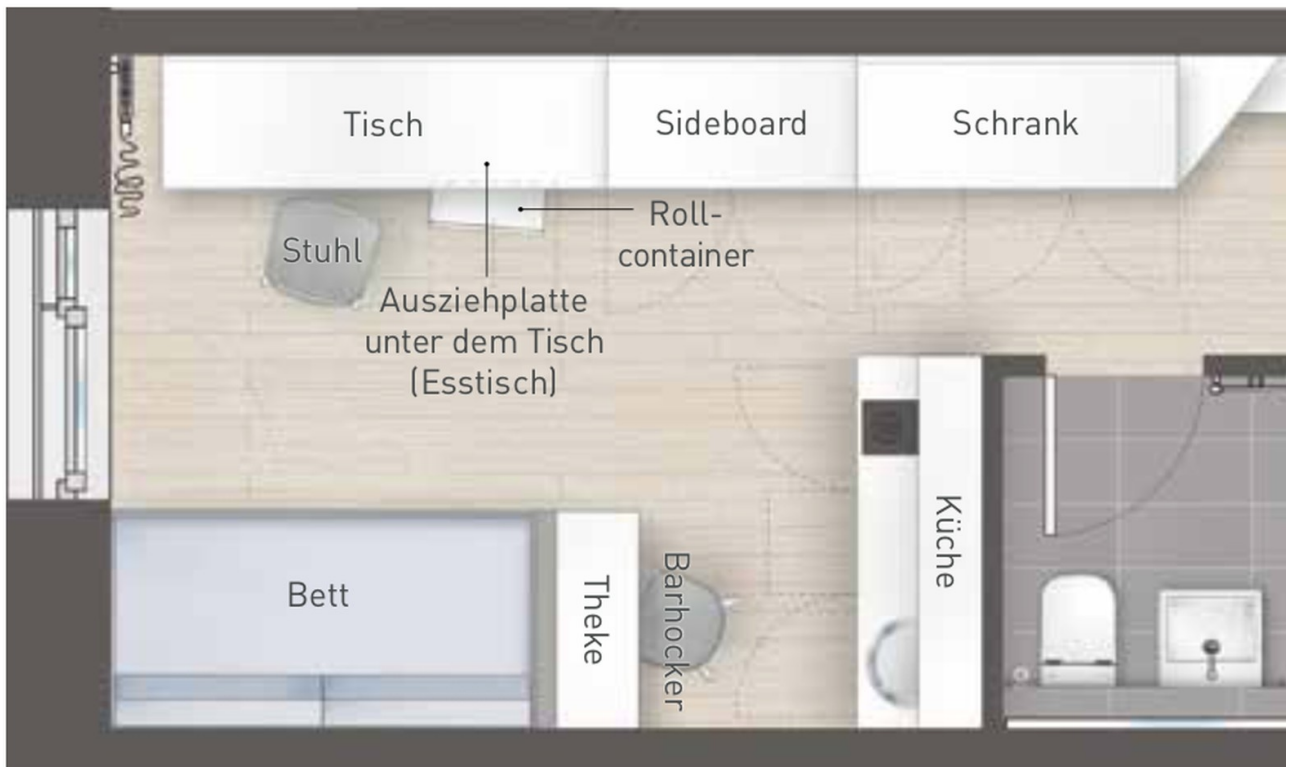 Tisch
Sideboard
Schrank
Stuhl
Roll-
container
Ausziehplatte
unter dem Tisch
(Esstisch)
Küche
Bett
Theke
Barhocker